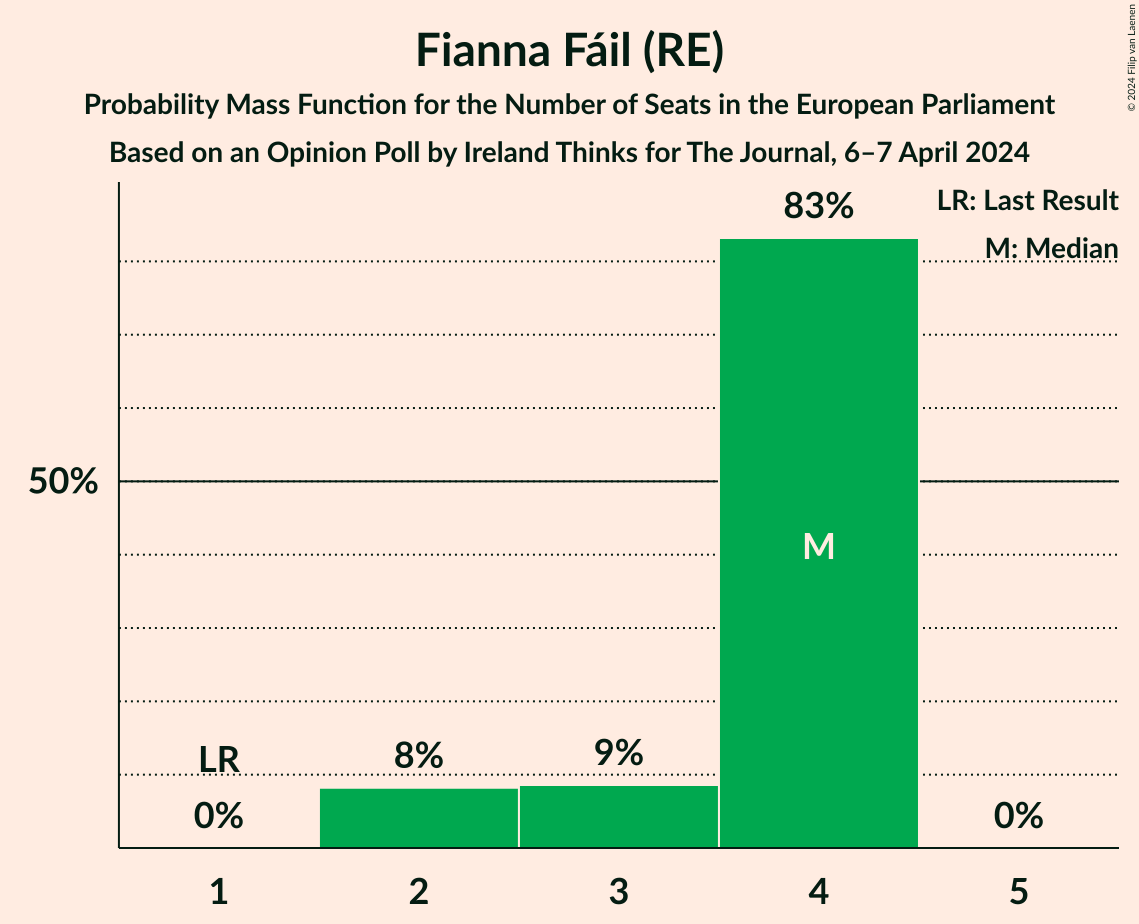 Fianna Fáil (RE)
Probability Mass Function for the Number of Seats in the European Parliament
Based on an Opinion Poll by Ireland Thinks for The Journal, 6–7 April 2024
© 2024 Filip van Laenen
LR: Last Result
M: Median
83%
50%
M
LR
0%
8%
9%
0%
1 2 3 4 5